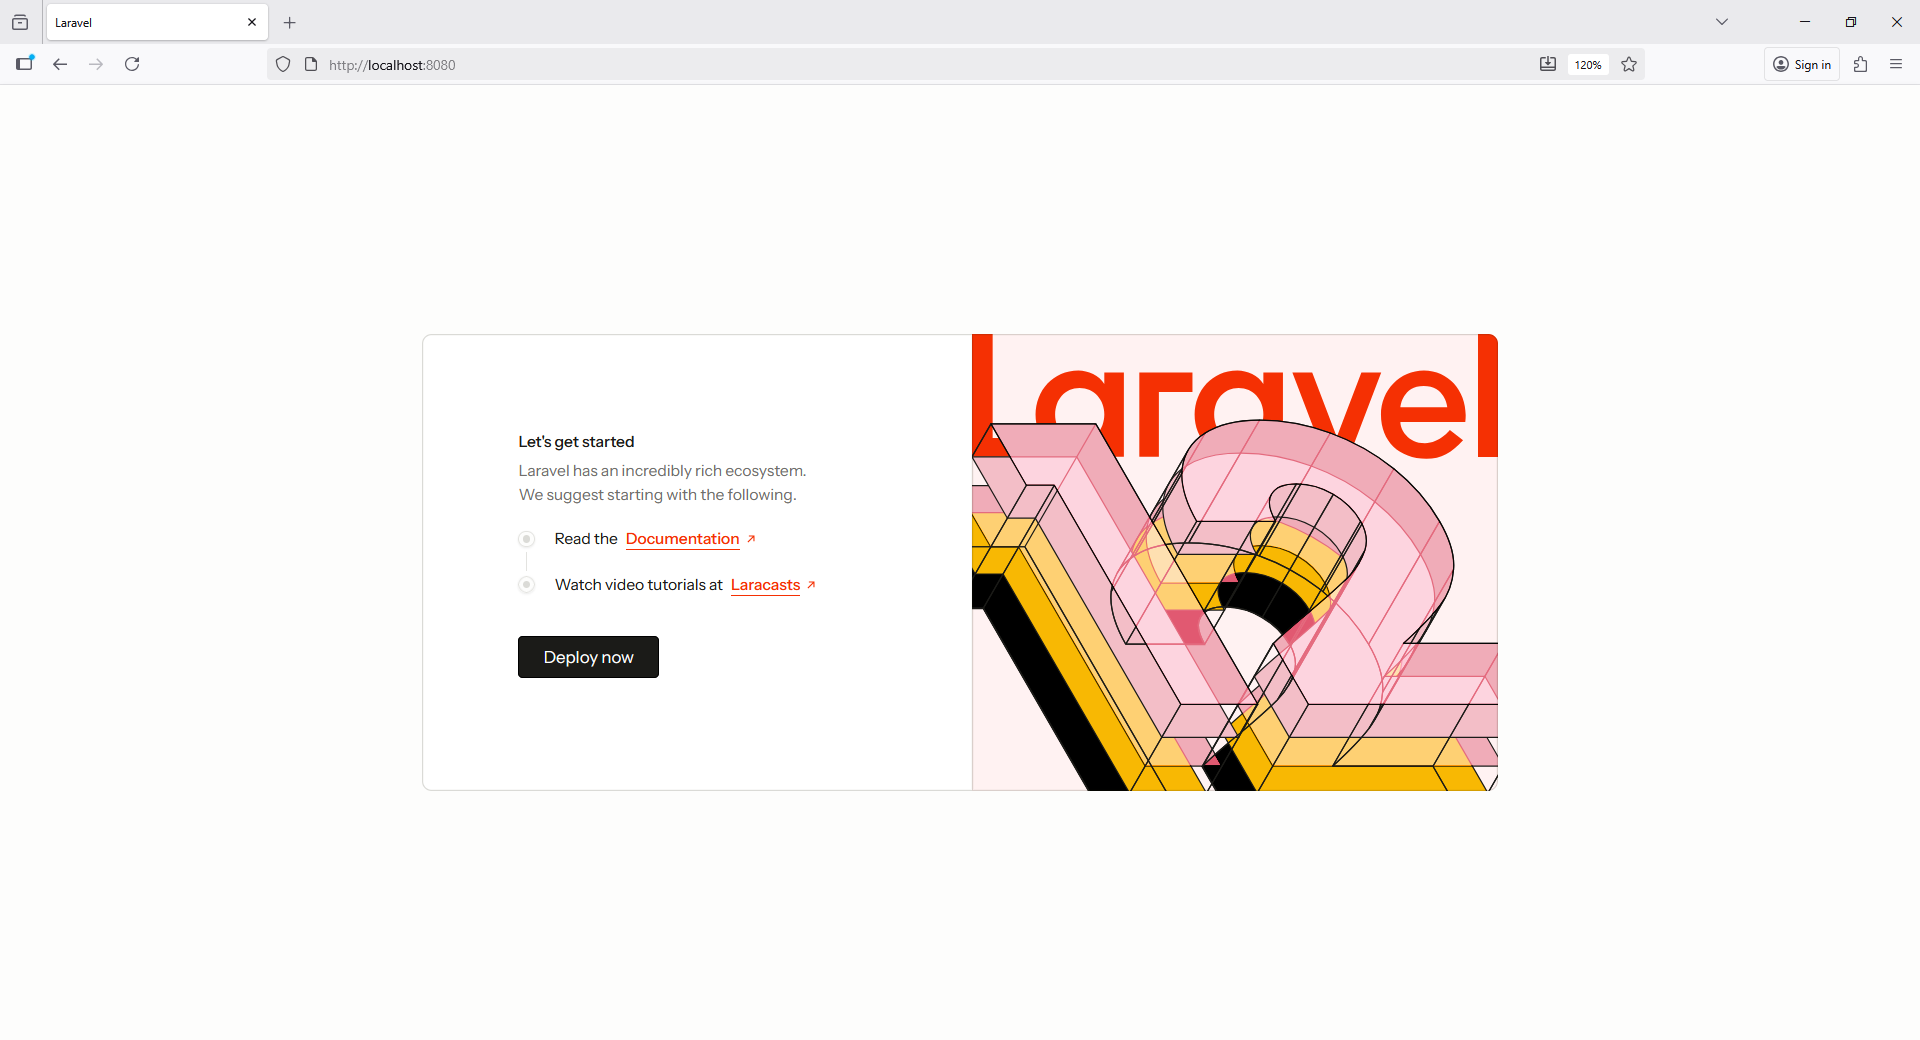 Laravel
http://localhost:8080
120%
Sign in
Let's get started
Laravel has an incredibly rich ecosystem.
We suggest starting with the following.
Read the Documentation
Watch video tutorials at Laracasts
Deploy now
Laravel